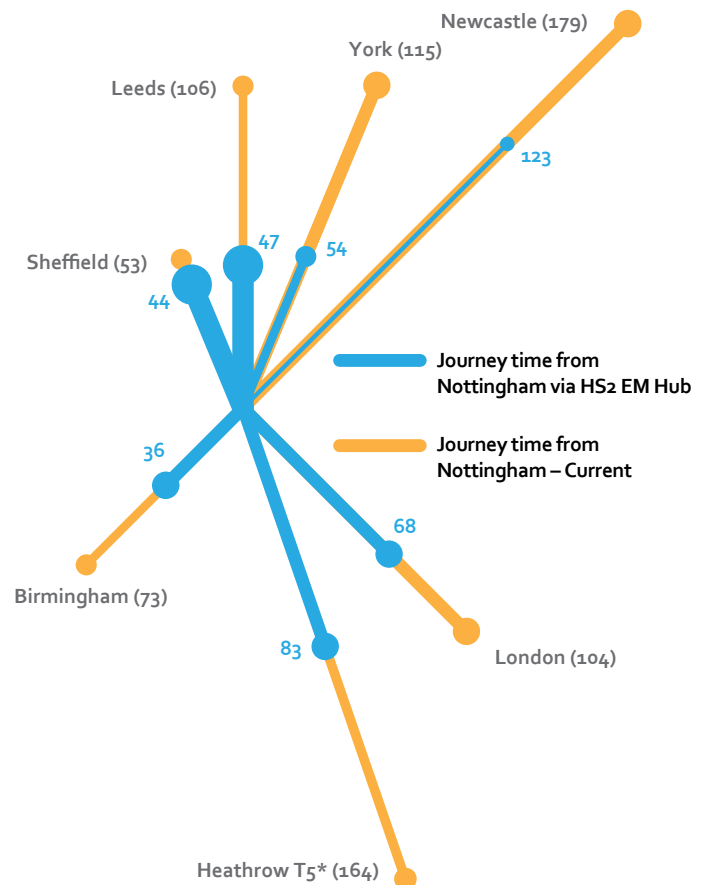 Newcastle (179)
York (115)
Leeds (106)
123
47
54
Sheffield (53)
44
Journey time from
Nottingham via HS2 EM Hub
Journey time from
Nottingham – Current
36
68
Birmingham (73)
83
London (104)
Heathrow T5* (164)